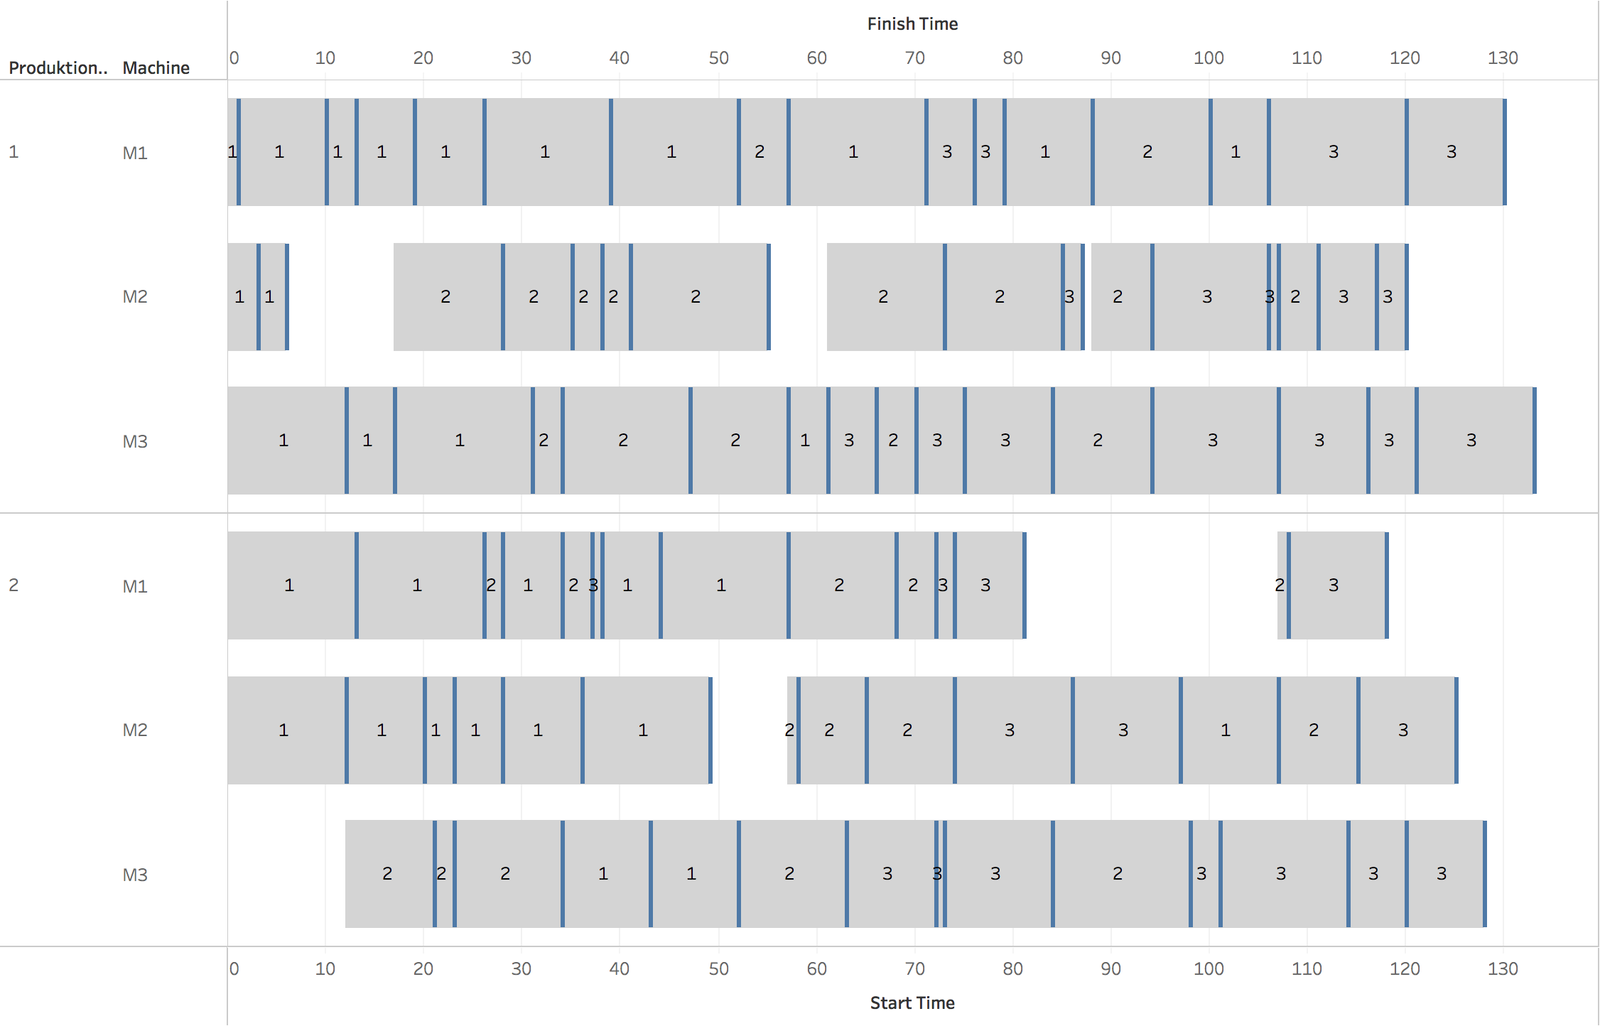 Finish Time
0 10 20 30 40 50 60 70 80 90 100 110 120 130
Produktion.. Machine
1 M1 1 1 1 1 1 1 1 2 1 3 3 1 2 1 3 3
M2 1 1 2 2 2 2 2 2 2 3 2 3 3 2 3 3
M3 1 1 1 2 2 2 1 3 2 3 3 2 3 3 3 3
2 M1 1 1 2 1 2 3 1 1 2 2 3 3 2 3
M2 1 1 1 1 1 1 2 2 2 3 3 1 2 3
M3 2 2 2 1 1 2 3 3 3 2 3 3 3 3
0 10 20 30 40 50 60 70 80 90 100 110 120 130
Start Time